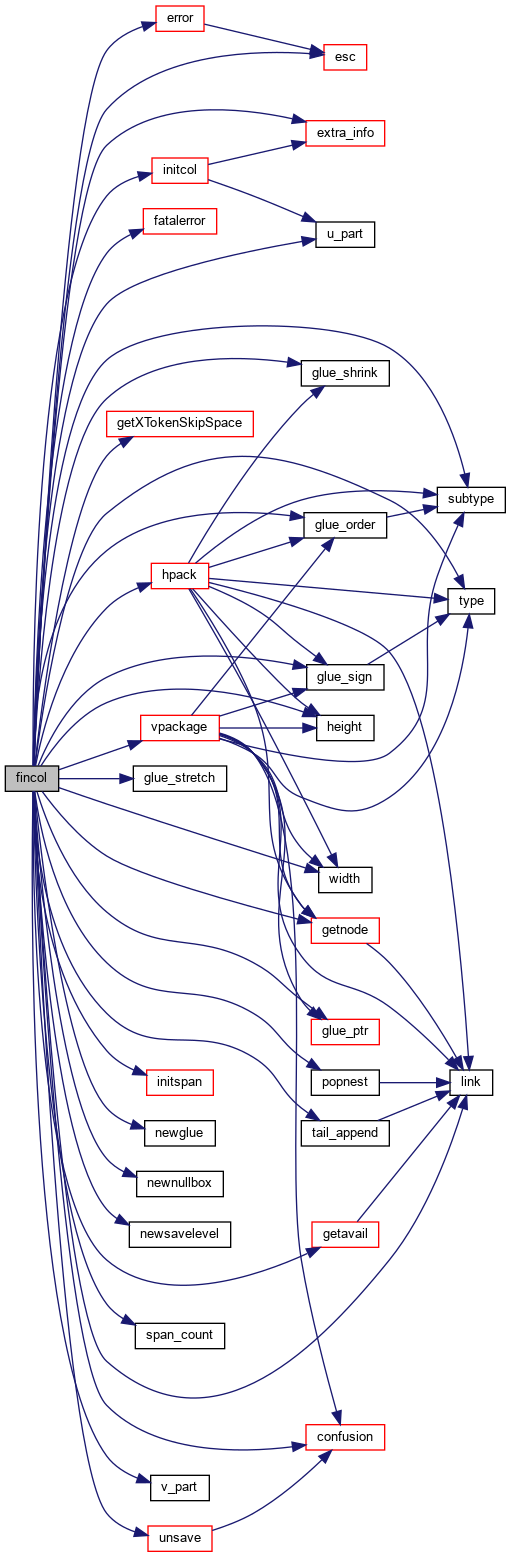 error
esc
extra_info
initcol
fatalerror
u_part
glue_shrink
getXTokenSkipSpace
subtype
glue_order
hpack
type
glue_sign
vpackage
height
fincol
glue_stretch
width
getnode
glue_ptr
initspan
popnest
link
newglue
tail_append
newnullbox
newsavelevel
getavail
span_count
confusion
v_part
unsave